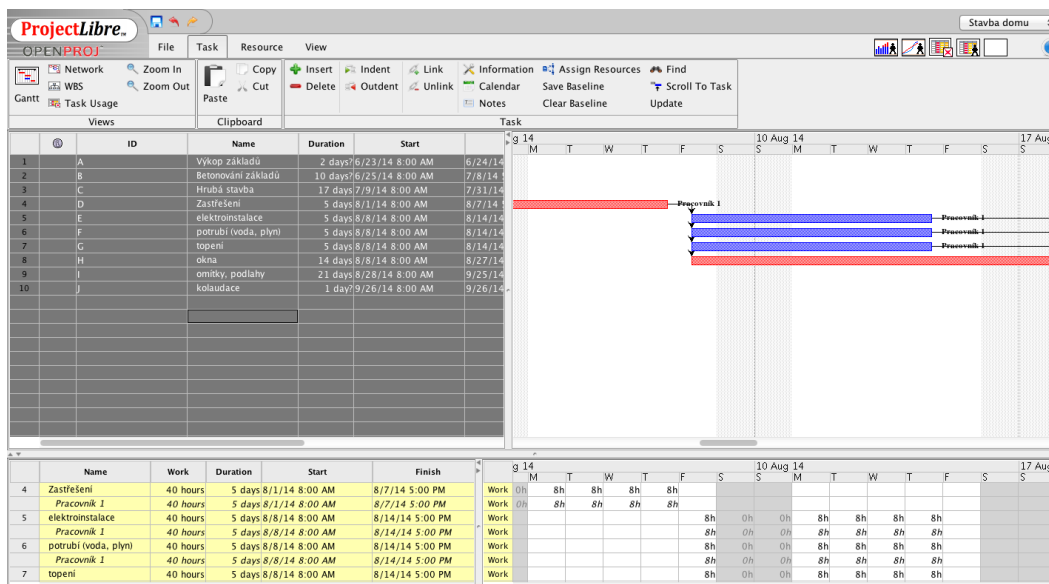 ProjectLibre™
OPENPROJ
Stavba domu
File Task Resource View
Gantt
Network Zoom In
WBS Zoom Out
Task Usage
Views
Paste
Copy
Cut
Clipboard
Insert Indent Link Information Assign Resources Find
Delete Outdent Unlink Calendar Save Baseline Scroll To Task
Notes Clear Baseline Update
Task
ID Name Duration Start
1 A Výkop základů 2 days? 6/23/14 8:00 AM 6/24/14
2 B Betonování základů 10 days? 6/25/14 8:00 AM 7/8/14
3 C Hrubá stavba 17 days 7/9/14 8:00 AM 7/31/14
4 D Zastřešení 5 days 8/1/14 8:00 AM 8/7/14
5 E elektroinstalace 5 days 8/8/14 8:00 AM 8/14/14
6 F potrubí (voda, plyn) 5 days 8/8/14 8:00 AM 8/14/14
7 G topení 5 days 8/8/14 8:00 AM 8/14/14
8 H okna 14 days 8/8/14 8:00 AM 8/27/14
9 I omítky, podlahy 21 days 8/28/14 8:00 AM 9/25/14
10 J kolaudace 1 day? 9/26/14 8:00 AM 9/26/14
g 14 10 Aug 14 17 Aug
M T W T F S S M T W T F S S
Pracovník 1
Pracovník 1
Pracovník 1
Pracovník 1
Name Work Duration Start Finish
g 14 10 Aug 14 17 Aug
M T W T F S S M T W T F S S
4 Zastřešení 40 hours 5 days 8/1/14 8:00 AM 8/7/14 5:00 PM Work 0h 8h 8h 8h 8h
Pracovník 1 40 hours 5 days 8/1/14 8:00 AM 8/7/14 5:00 PM Work 0h 8h 8h 8h 8h
5 elektroinstalace 40 hours 5 days 8/8/14 8:00 AM 8/14/14 5:00 PM Work 8h 0h 0h 8h 8h 8h 8h
Pracovník 1 40 hours 5 days 8/8/14 8:00 AM 8/14/14 5:00 PM Work 8h 0h 0h 8h 8h 8h 8h
6 potrubí (voda, plyn) 40 hours 5 days 8/8/14 8:00 AM 8/14/14 5:00 PM Work 8h 0h 0h 8h 8h 8h 8h
Pracovník 1 40 hours 5 days 8/8/14 8:00 AM 8/14/14 5:00 PM Work 8h 0h 0h 8h 8h 8h 8h
7 topení 40 hours 5 days 8/8/14 8:00 AM 8/14/14 5:00 PM Work 8h 0h 0h 8h 8h 8h 8h